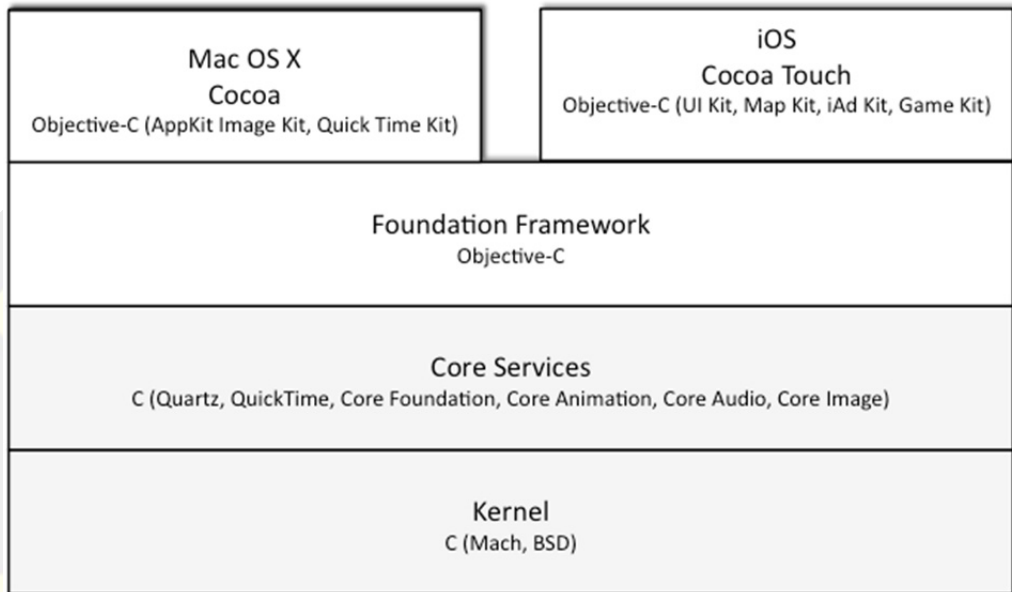 Mac OS X
Cocoa
Objective-C (AppKit Image Kit, Quick Time Kit)
iOS
Cocoa Touch
Objective-C (UI Kit, Map Kit, iAd Kit, Game Kit)
Foundation Framework
Objective-C
Core Services
C (Quartz, QuickTime, Core Foundation, Core Animation, Core Audio, Core Image)
Kernel
C (Mach, BSD)